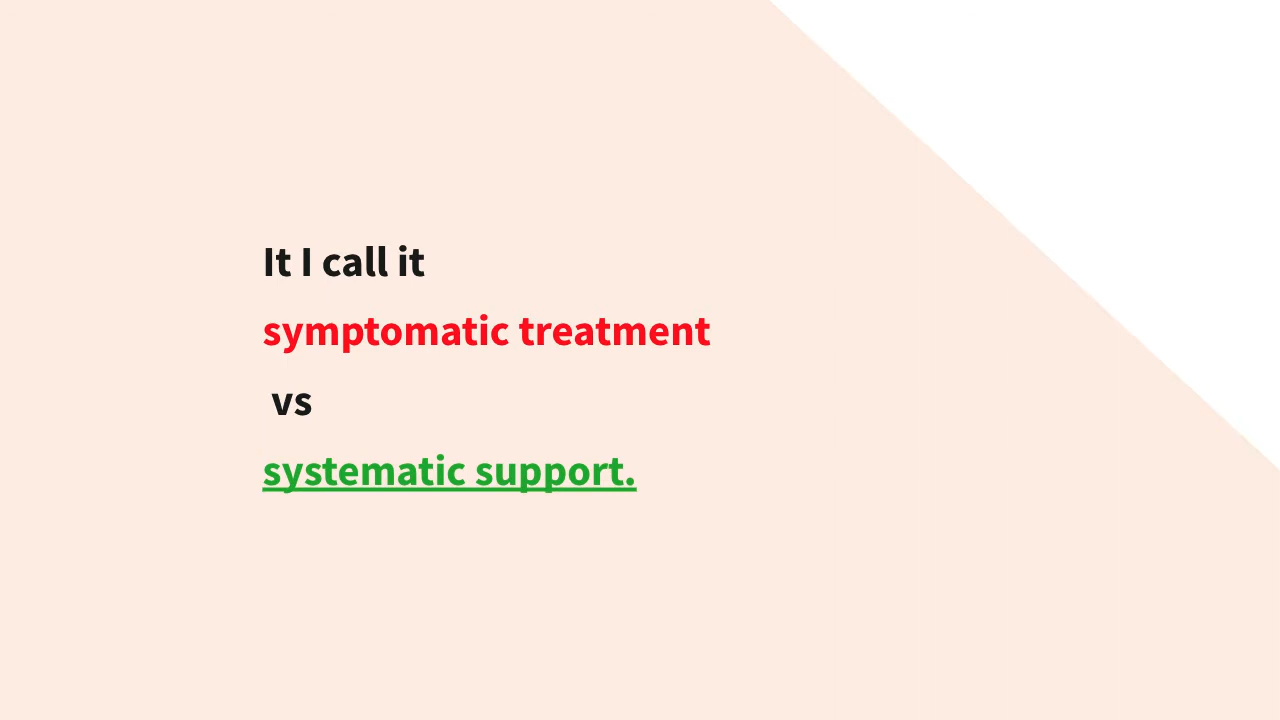 It I call it
symptomatic treatment
vs
systematic support.